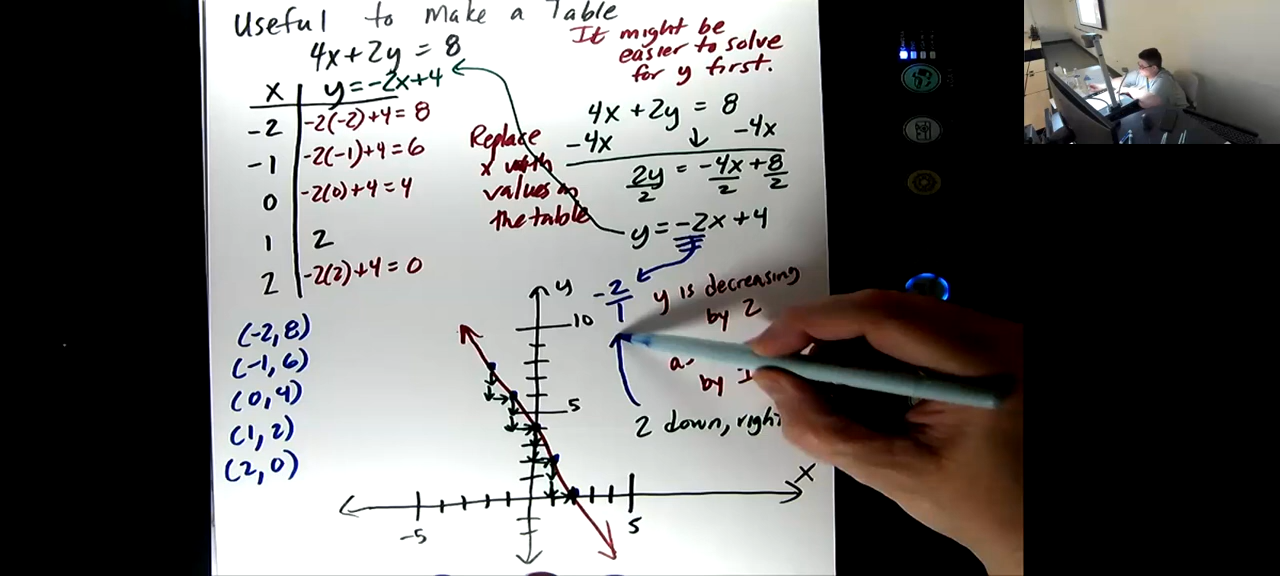 Useful to Make a Table
4x+2y = 8
x y=-2x+4
-2 -2(-2)+4=8
-1 -2(-1)+4=6
0 -2(0)+4=4
1 2
2 -2(2)+4=0
(-2,8)
(-1,6)
(0,4)
(1,2)
(2,0)
It might be
easier to solve
for y first.
4x+2y = 8
-4x -4x
2y = -4x + 8
2 2 2
y=-2x+4
Replace
x with
values in
the table
-2
1
y is decreasing
by 2
by 1
2 down, right
y
10
5
-5
5
x